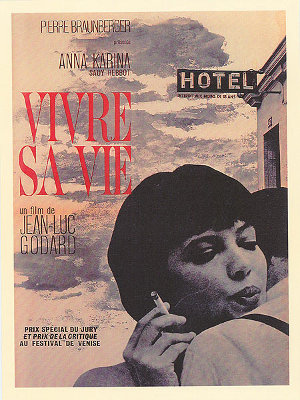 PIERRE BRAUNBERGER
présente
ANNA KARINA
SADY REBBOT
HOTEL
VIVRE
SA VIE
un film de
JEAN-LUC
GODARD
PRIX SPÉCIAL DU JURY
ET PRIX DE LA CRITIQUE
AU FESTIVAL DE VENISE